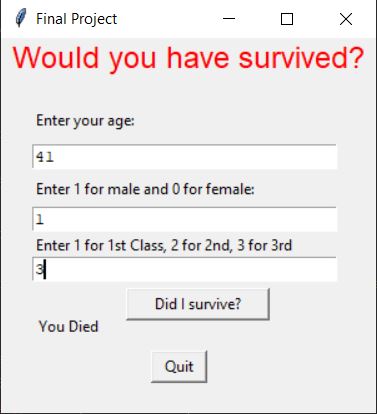 Final Project
Would you have survived?
Enter your age:
41
Enter 1 for male and 0 for female:
1
Enter 1 for 1st Class, 2 for 2nd, 3 for 3rd
3
Did I survive?
You Died
Quit